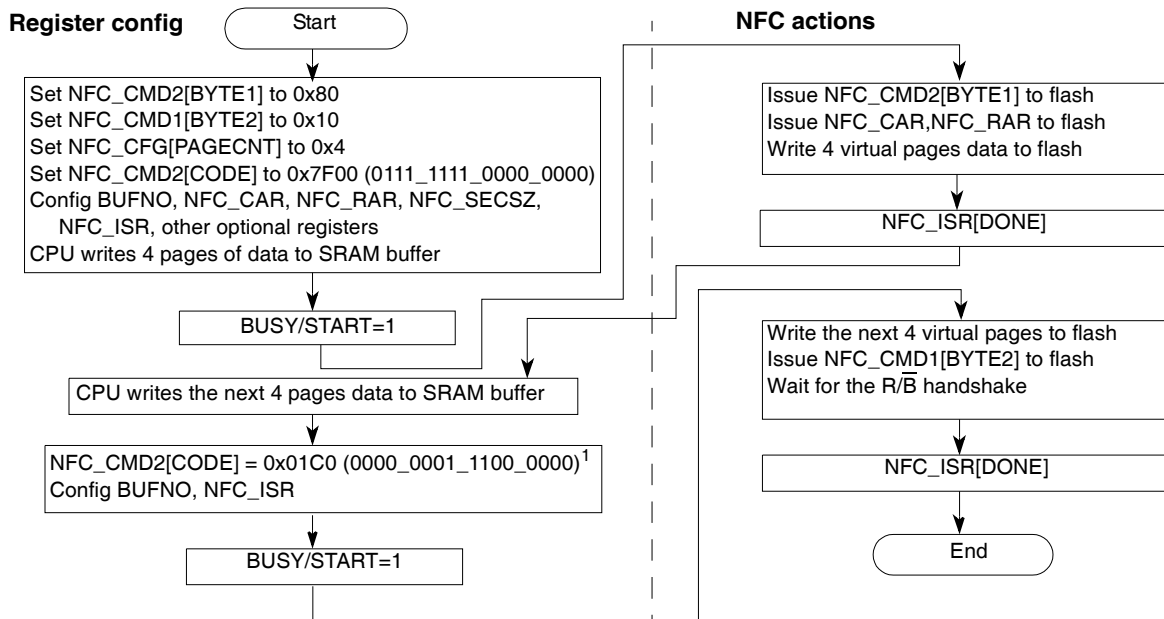 Register config
Start
Set NFC_CMD2[BYTE1] to 0x80
Set NFC_CMD1[BYTE2] to 0x10
Set NFC_CFG[PAGECNT] to 0x4
Set NFC_CMD2[CODE] to 0x7F00 (0111_1111_0000_0000)
Config BUFNO, NFC_CAR, NFC_RAR, NFC_SECSZ,
NFC_ISR, other optional registers
CPU writes 4 pages of data to SRAM buffer
BUSY/START=1
CPU writes the next 4 pages data to SRAM buffer
NFC_CMD2[CODE] = 0x01C0 (0000_0001_1100_0000)¹
Config BUFNO, NFC_ISR
BUSY/START=1
NFC actions
Issue NFC_CMD2[BYTE1] to flash
Issue NFC_CAR,NFC_RAR to flash
Write 4 virtual pages data to flash
NFC_ISR[DONE]
Write the next 4 virtual pages to flash
Issue NFC_CMD1[BYTE2] to flash
Wait for the R/B̅ handshake
NFC_ISR[DONE]
End